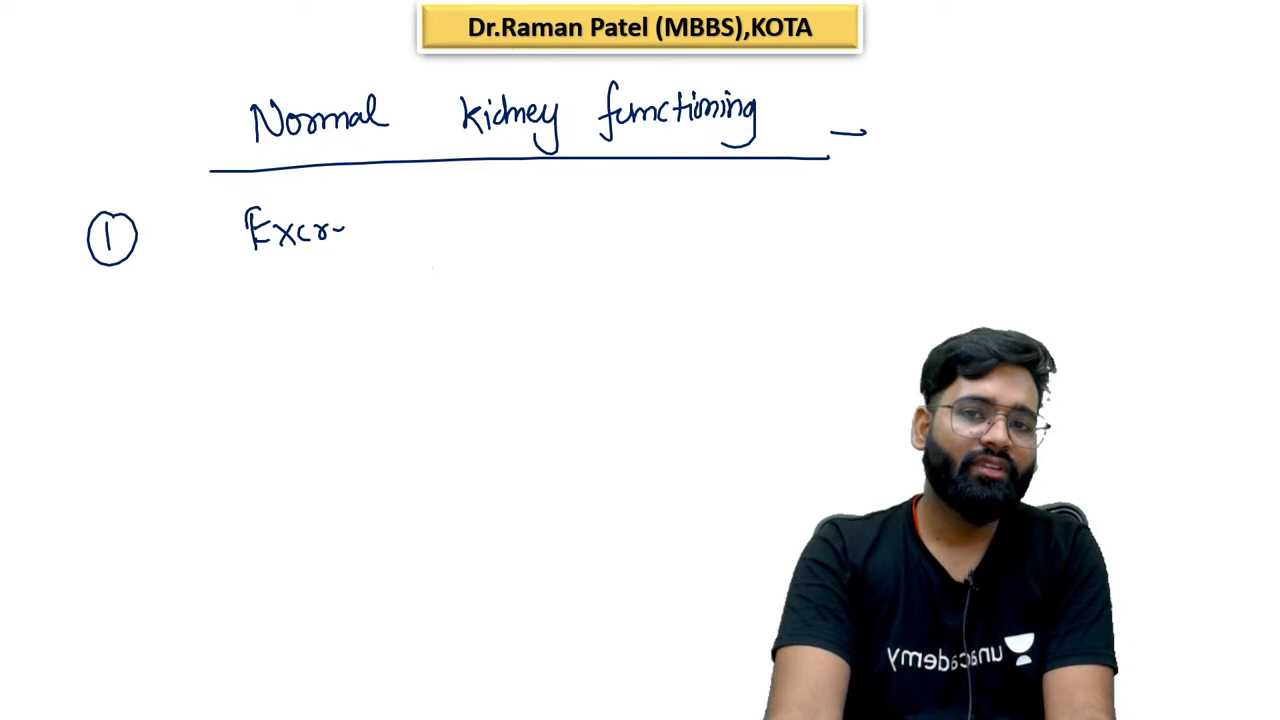 Dr.Raman Patel (MBBS),KOTA
Normal kidney functioning →
① Excr
unacademy